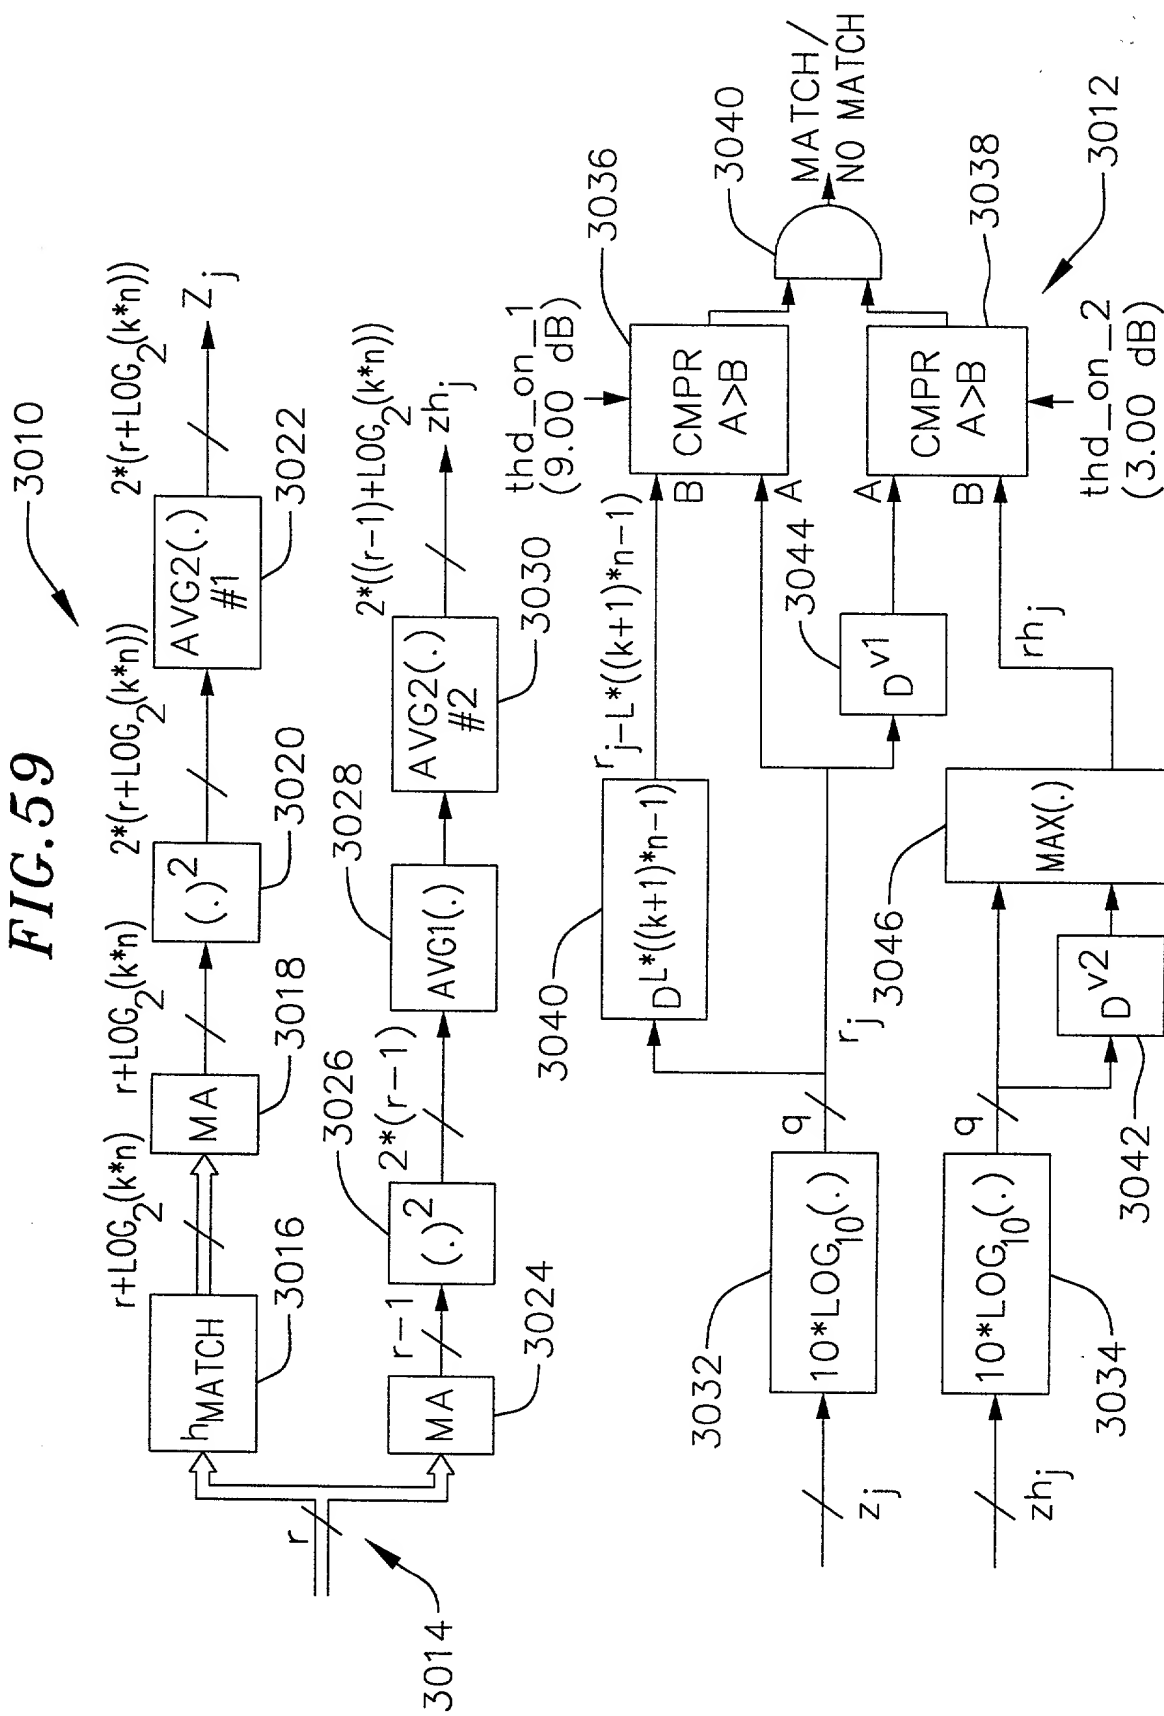 FIG.59
3010
r+LOG2(k*n)
r+LOG2(k*n)
2*(r+LOG2(k*n))
2*(r+LOG2(k*n))
hMATCH
MA
(.)2
AVG2(.)
#1
Zj
3016
3018
3020
3022
r
3014
r-1
2*(r-1)
2*((r-1)+LOG2(k*n))
MA
(.)2
AVG1(.)
AVG2(.)
#2
zhj
3024
3026
3028
3030
3040
DL*((k+1)*n-1)
rj-L*((k+1)*n-1)
thd_on_1
(9.00 dB)
3036
B
A
CMPR
A>B
3032
zj
10*LOG10(.)
q
rj
3044
Dv1
3040
MATCH/
NO MATCH
A
B
CMPR
A>B
3038
3012
thd_on_2
(3.00 dB)
zhj
10*LOG10(.)
3034
q
3046
MAX(.)
rhj
Dv2
3042